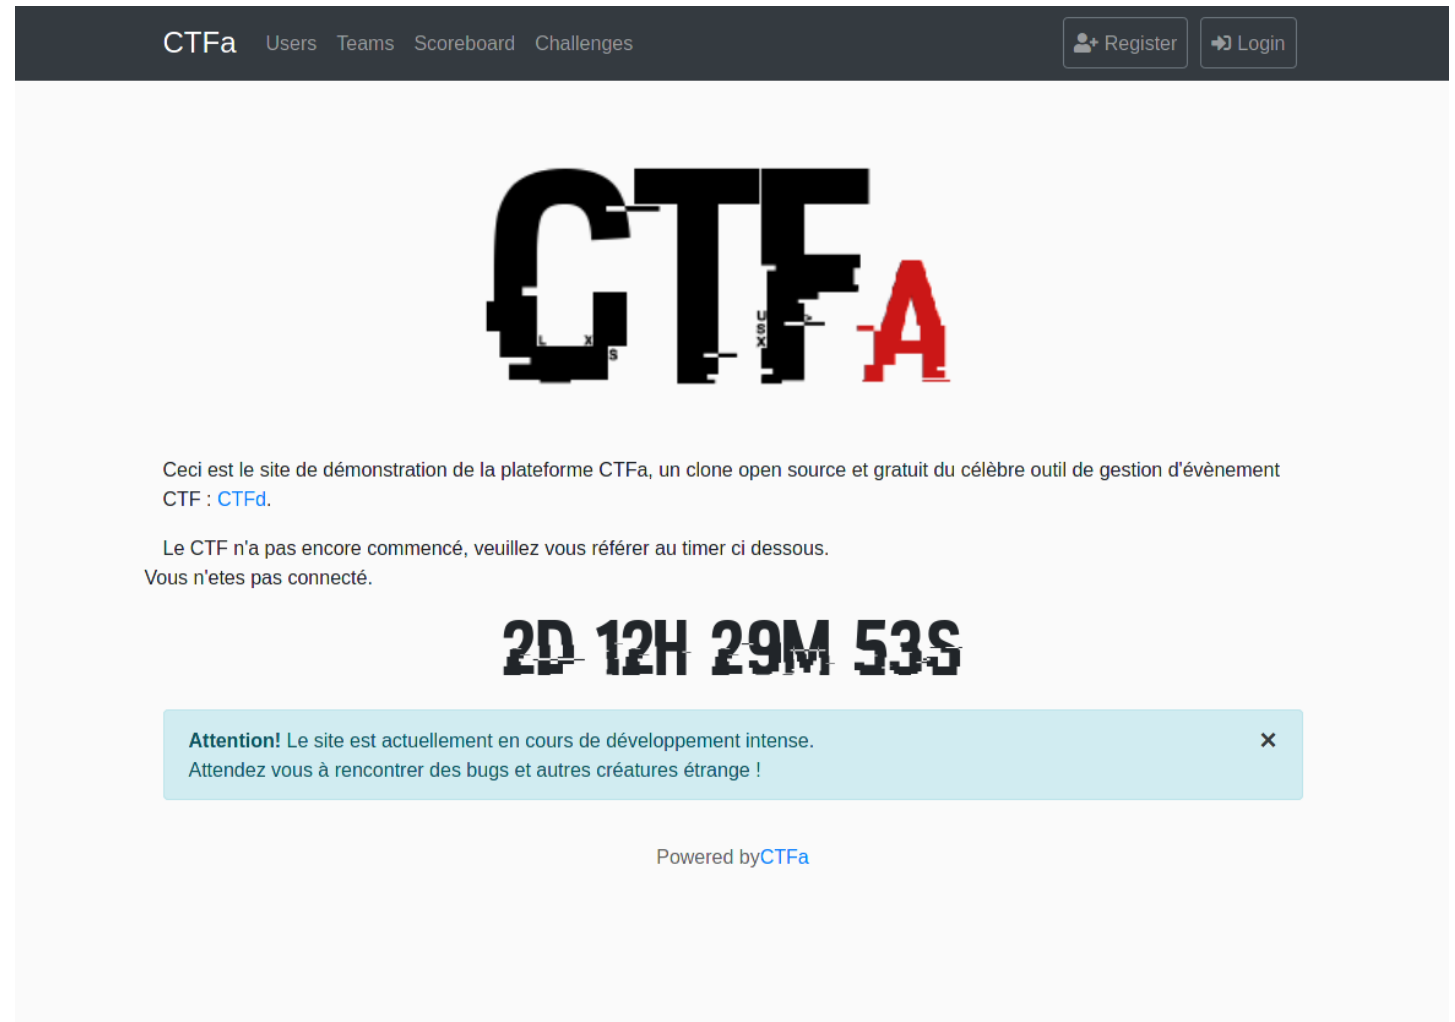 CTFa Users Teams Scoreboard Challenges Register Login
CTFA
Ceci est le site de démonstration de la plateforme CTFa, un clone open source et gratuit du célèbre outil de gestion d'évènement
CTF : CTFd.
Le CTF n'a pas encore commencé, veuillez vous référer au timer ci dessous.
Vous n'etes pas connecté.
2D 12H 29M 53S
Attention! Le site est actuellement en cours de développement intense.
Attendez vous à rencontrer des bugs et autres créatures étrange !
Powered byCTFa